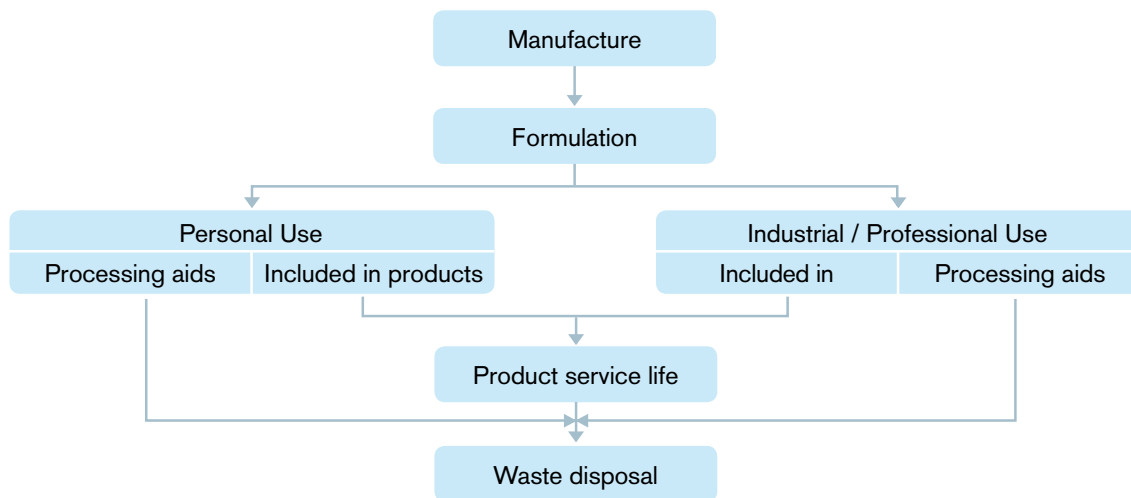 Manufacture
Formulation
Personal Use
Industrial / Professional Use
Processing aids
Included in products
Included in
Processing aids
Product service life
Waste disposal